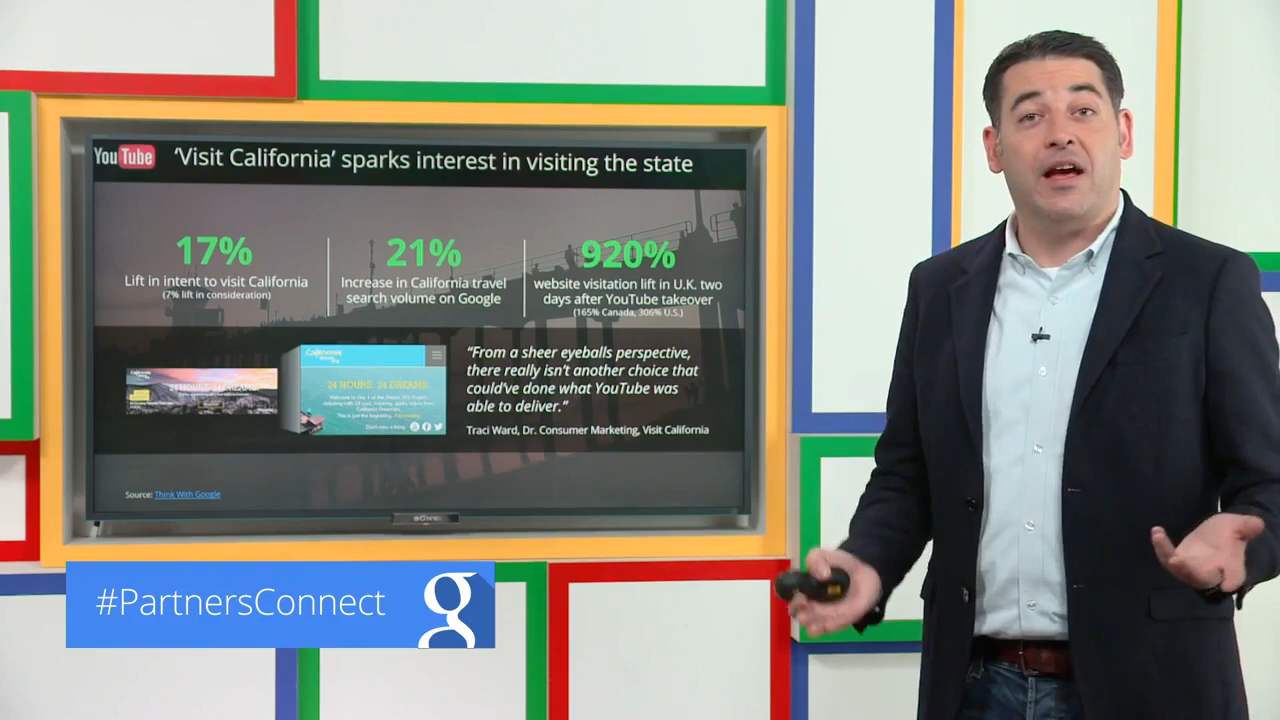 YouTube
'Visit California' sparks interest in visiting the state
17%
Lift in intent to visit California
(7% lift in consideration)
21%
Increase in California travel
search volume on Google
920%
website visitation lift in U.K. two
days after YouTube takeover
(165% Canada, 306% U.S.)
24 HOURS. 24 DREAMS.
"From a sheer eyeballs perspective,
there really isn't another choice that
could've done what YouTube was
able to deliver."
Traci Ward, Dr. Consumer Marketing, Visit California
Source: Think With Google
SONY
#PartnersConnect
g